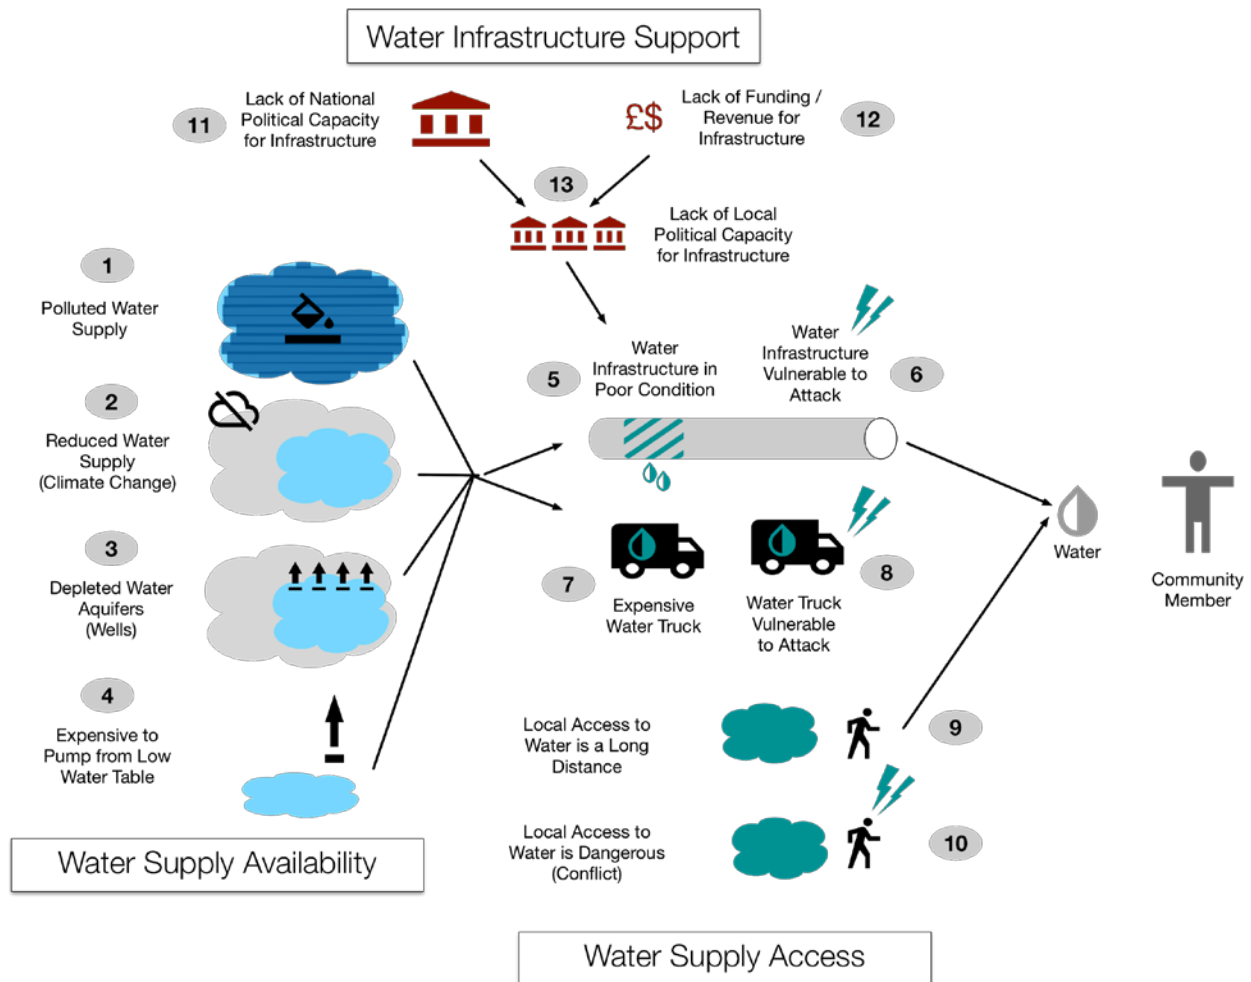 Water Infrastructure Support
11
Lack of National
Political Capacity
for Infrastructure
£$
Lack of Funding /
Revenue for
Infrastructure
12
13
Lack of Local
Political Capacity
for Infrastructure
1
Polluted Water
Supply
2
Reduced Water
Supply
(Climate Change)
3
Depleted Water
Aquifers
(Wells)
4
Expensive to
Pump from Low
Water Table
Water Supply Availability
5
Water
Infrastructure in
Poor Condition
Water
Infrastructure
Vulnerable to
Attack
6
7
Expensive
Water Truck
Water Truck
Vulnerable
to Attack
8
Local Access to
Water is a Long
Distance
9
Local Access to
Water is Dangerous
(Conflict)
10
Water
Community
Member
Water Supply Access